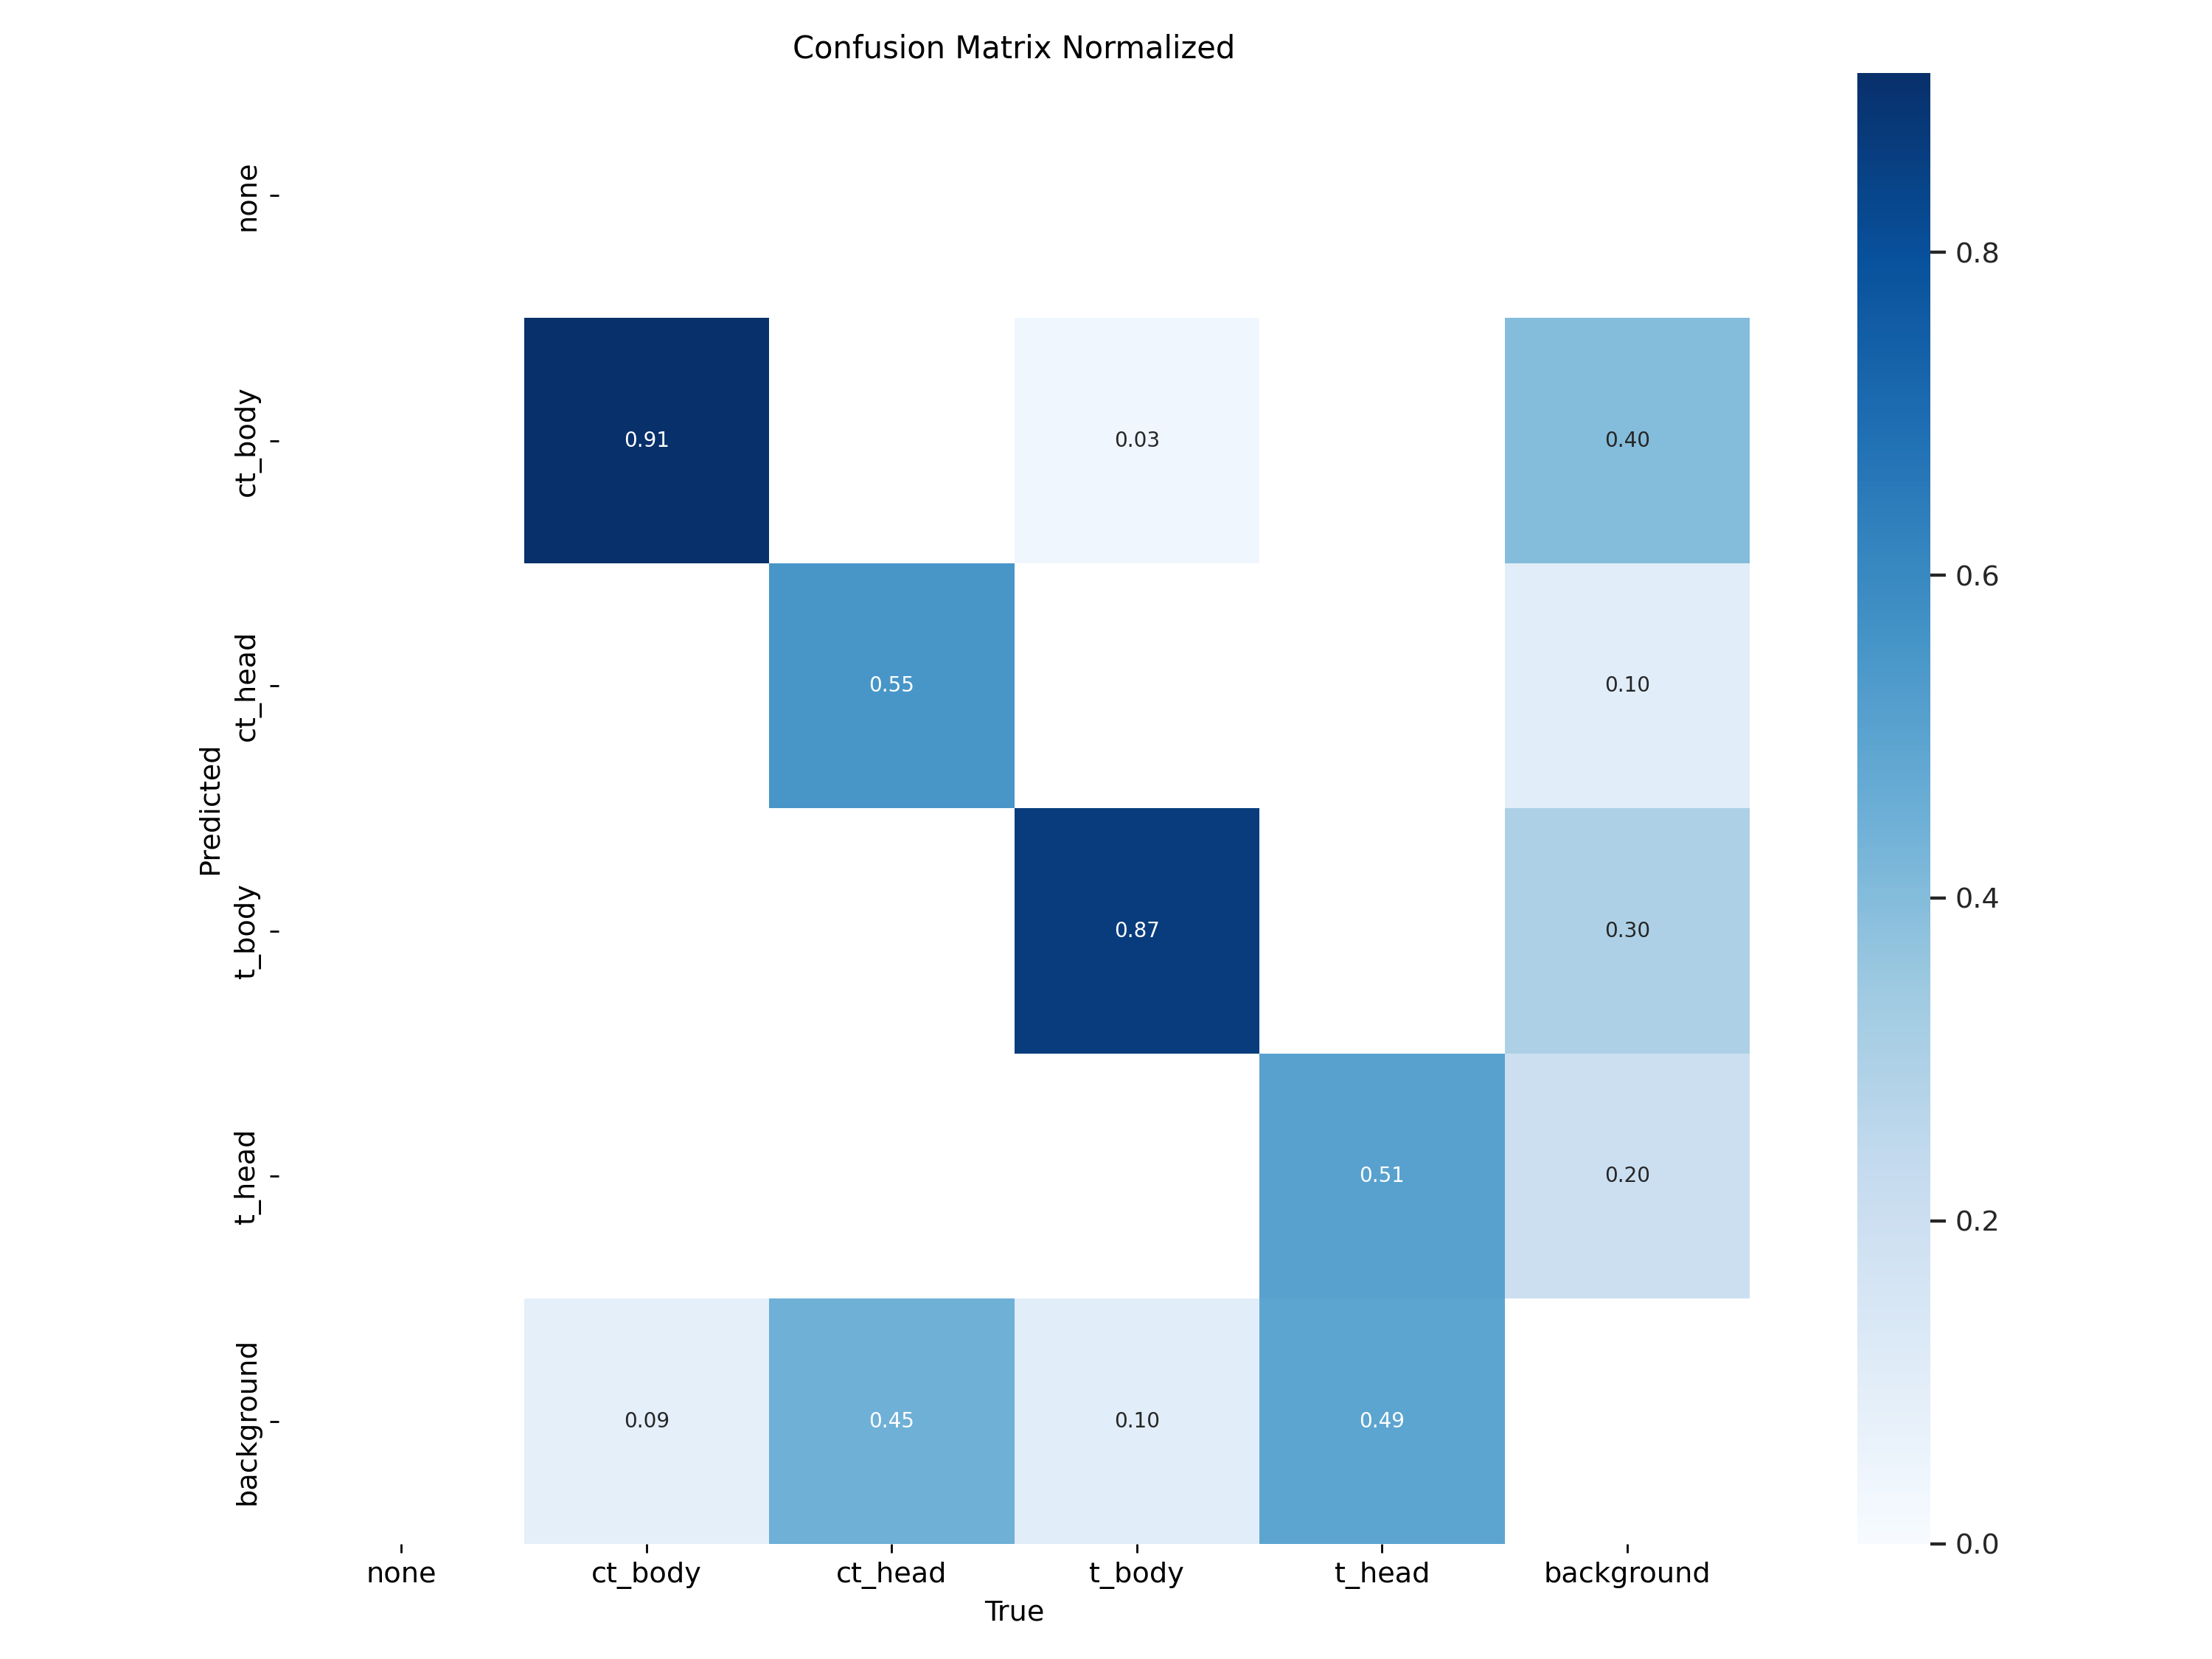 Confusion Matrix Normalized
none
ct_body
0.91
0.03
0.40
ct_head
0.55
0.10
t_body
0.87
0.30
t_head
0.51
0.20
background
0.09
0.45
0.10
0.49
Predicted
none
ct_body
ct_head
t_body
t_head
background
True
0.8
0.6
0.4
0.2
0.0